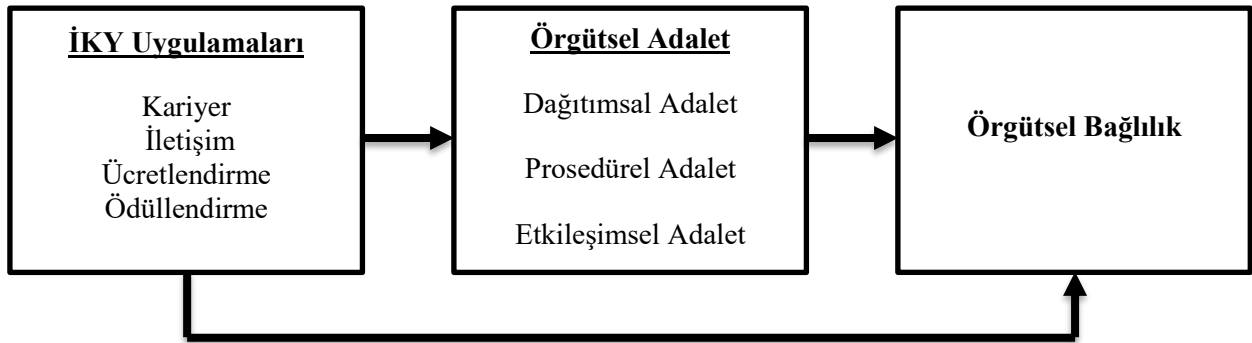 İKY Uygulamaları
Kariyer
İletişim
Ücretlendirme
Ödüllendirme
Örgütsel Adalet
Dağıtımsal Adalet
Prosedürel Adalet
Etkileşimsel Adalet
Örgütsel Bağlılık